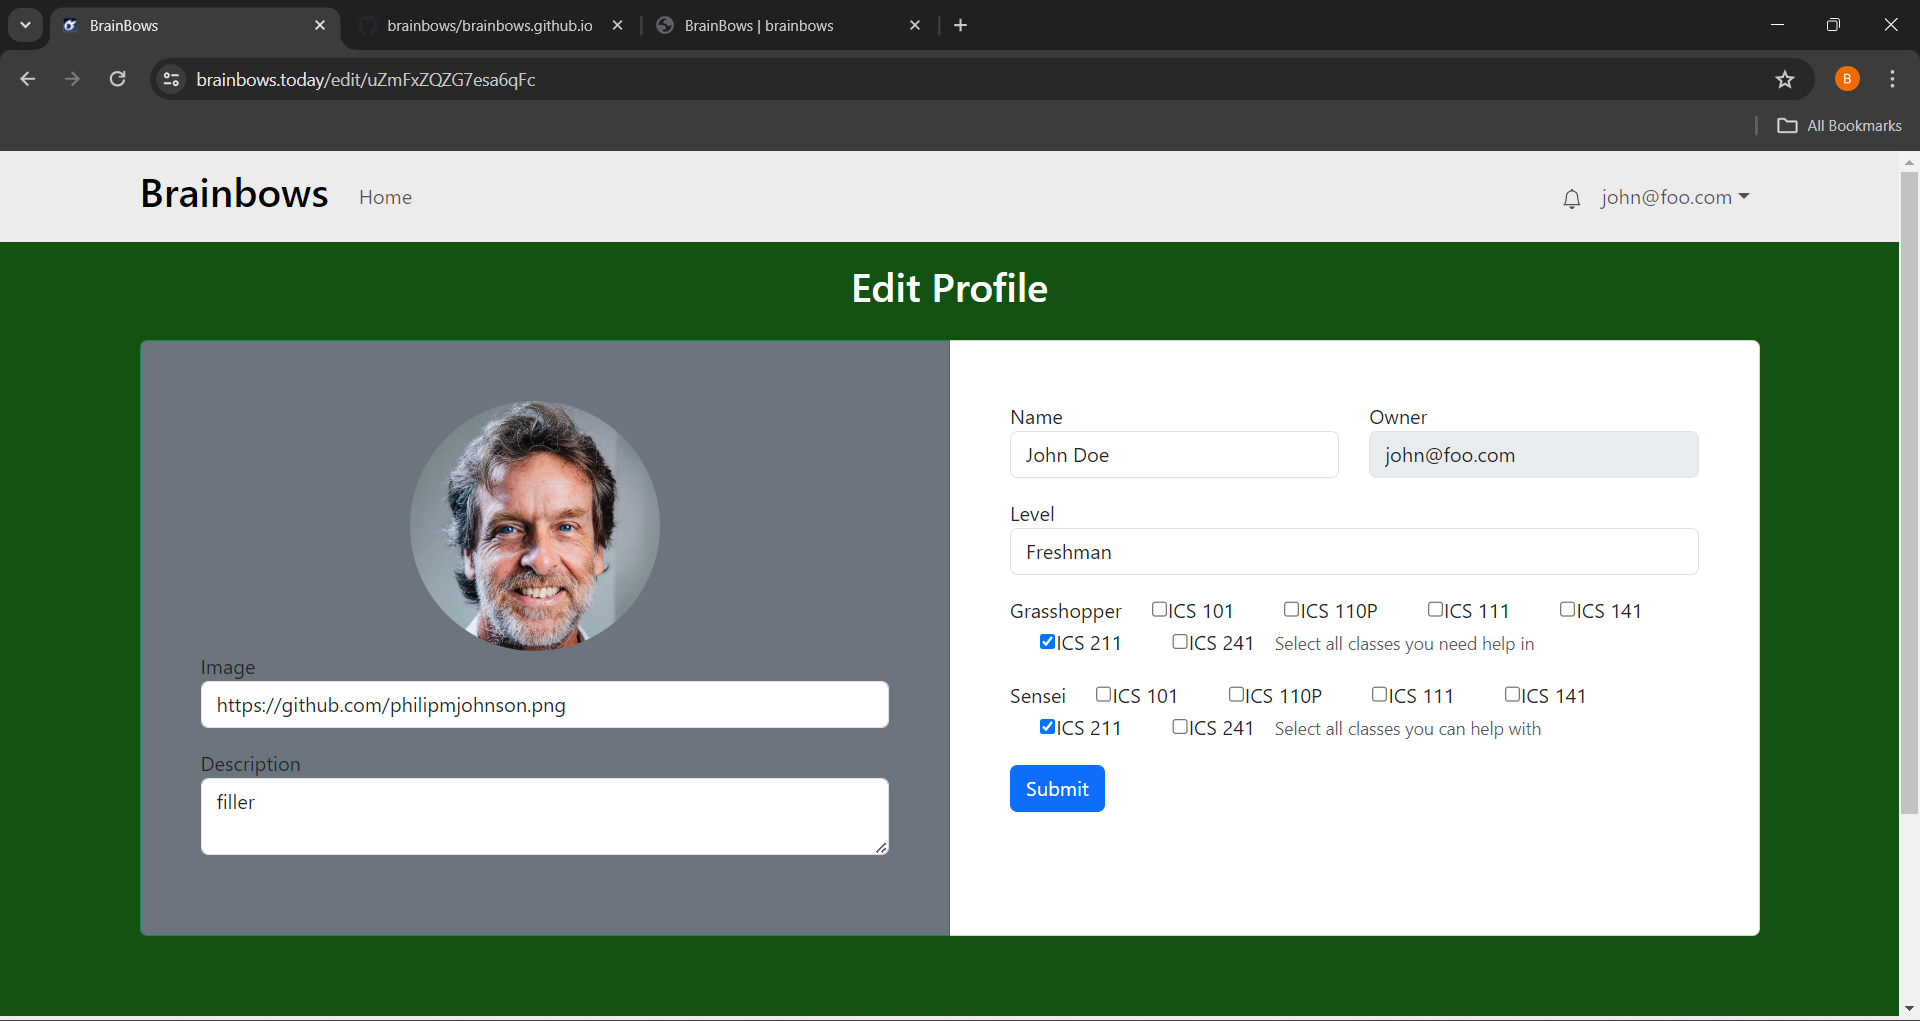 BrainBows
brainbows/brainbows.github.io
BrainBows | brainbows
brainbows.today/edit/uZmFxZQZG7esa6qFc
B
All Bookmarks
Brainbows Home
john@foo.com
Edit Profile
Image
https://github.com/philipmjohnson.png
Description
filler
Name Owner
John Doe john@foo.com
Level
Freshman
Grasshopper ICS 101 ICS 110P ICS 111 ICS 141
ICS 211 ICS 241 Select all classes you need help in
Sensei ICS 101 ICS 110P ICS 111 ICS 141
ICS 211 ICS 241 Select all classes you can help with
Submit